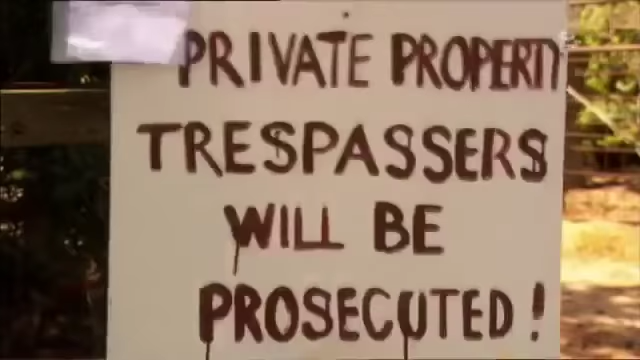 PRIVATE PROPERTY
TRESPASSERS
WILL BE
PROSECUTED!